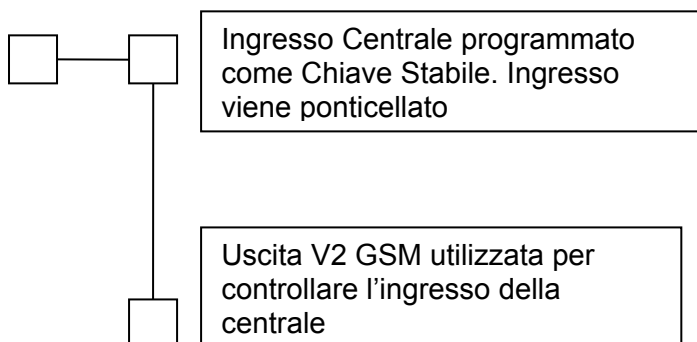 Ingresso Centrale programmato
come Chiave Stabile. Ingresso
viene ponticellato
Uscita V2 GSM utilizzata per
controllare l’ingresso della
centrale